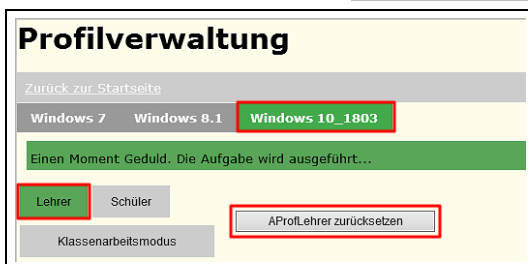 Profilverwaltung
Zurück zur Startseite
Windows 7 Windows 8.1 Windows 10_1803
Einen Moment Geduld. Die Aufgabe wird ausgeführt...
Lehrer Schüler
AProfLehrer zurücksetzen
Klassenarbeitsmodus